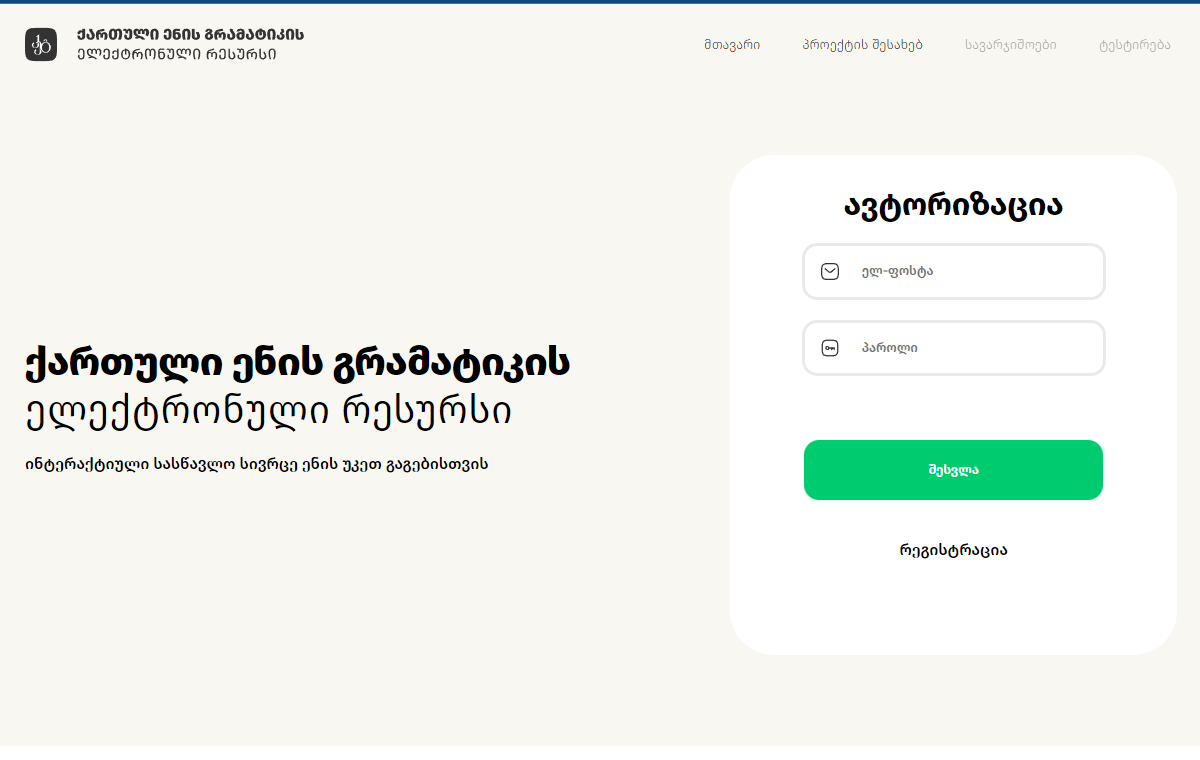 ქართული ენის გრამატიკის
ელექტრონული რესურსი
მთავარი
პროექტის შესახებ
სავარჯიშოები
ტესტირება
ავტორიზაცია
ელ-ფოსტა
პაროლი
ქართული ენის გრამატიკის
ელექტრონული რესურსი
ინტერაქტიული სასწავლო სივრცე ენის უკეთ გაგებისთვის
შესვლა
რეგისტრაცია